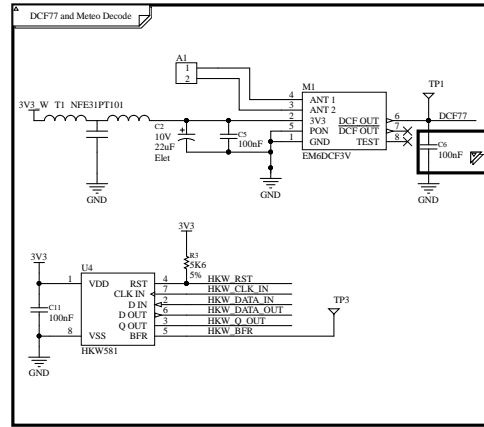 DCF77 and Meteo Decode
A1
1
2
M1
TP1
3V3_W T1 NFE31PT101
4 ANT 1
3 ANT 2
2 3V3
5 PON
1 GND
DCF OUT 6
DCF OUT 7
TEST 8
DCF77
EM6DCF3V
C2
10V
22uF
Elet
C5
100nF
C6
100nF
GND
GND
GND
3V3
3V3
R3
5K6
5%
U4
1 VDD
8 VSS
RST 4 HKW_RST
CLK IN 7 HKW_CLK_IN
D IN 2 HKW_DATA_IN
D OUT 6 HKW_DATA_OUT
Q OUT 3 HKW_Q_OUT
BFR 5 HKW_BFR
TP3
C11
100nF
HKW581
GND